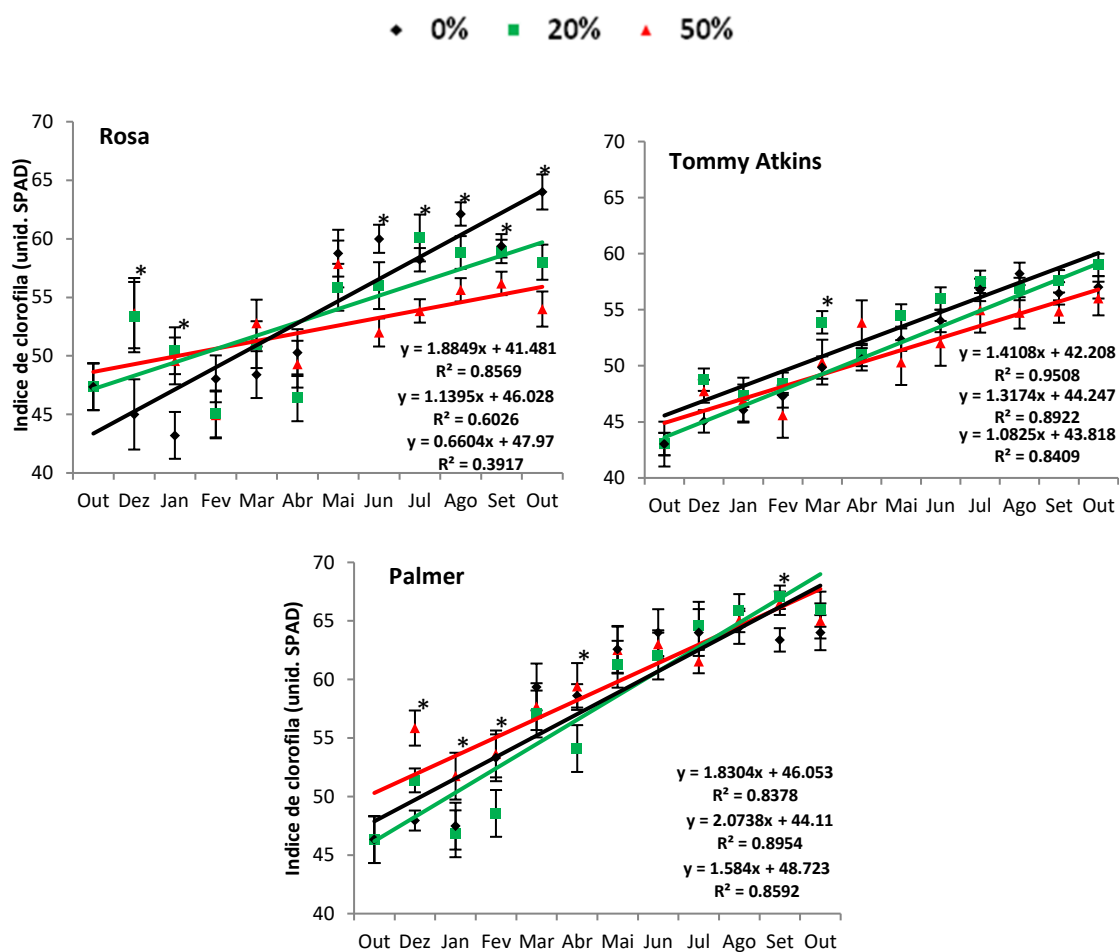 0% 20% 50%
Rosa
Indice de clorofila (unid. SPAD)
70
65
60
55
50
45
40
* * * * * * * *
y = 1.8849x + 41.481
R² = 0.8569
y = 1.1395x + 46.028
R² = 0.6026
y = 0.6604x + 47.97
R² = 0.3917
Out Dez Jan Fev Mar Abr Mai Jun Jul Ago Set Out
Tommy Atkins
70
65
60
55
50
45
40
*
y = 1.4108x + 42.208
R² = 0.9508
y = 1.3174x + 44.247
R² = 0.8922
y = 1.0825x + 43.818
R² = 0.8409
Out Dez Jan Fev Mar Abr Mai Jun Jul Ago Set Out
Palmer
Indice de clorofila (unid. SPAD)
70
65
60
55
50
45
40
* * * * *
y = 1.8304x + 46.053
R² = 0.8378
y = 2.0738x + 44.11
R² = 0.8954
y = 1.584x + 48.723
R² = 0.8592
Out Dez Jan Fev Mar Abr Mai Jun Jul Ago Set Out